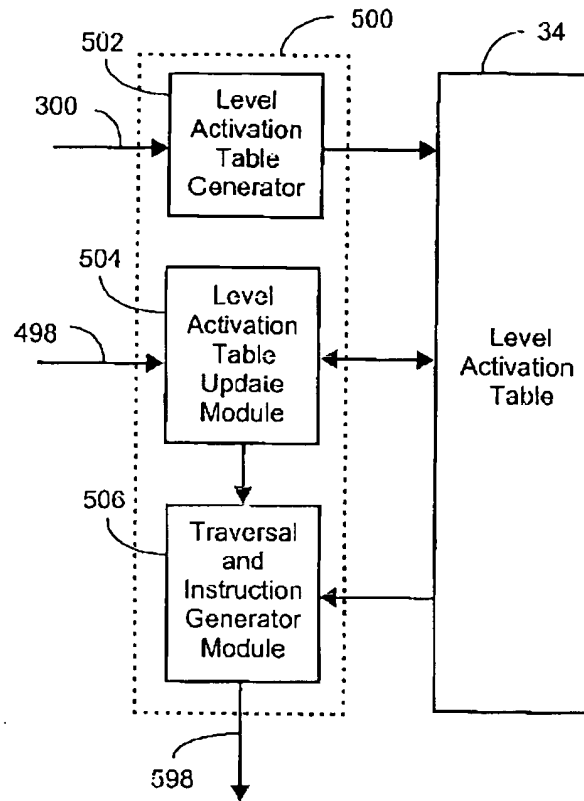 500
34
502
Level
Activation
Table
Generator
300
504
Level
Activation
Table
Update
Module
498
Level
Activation
Table
506
Traversal
and
Instruction
Generator
Module
598